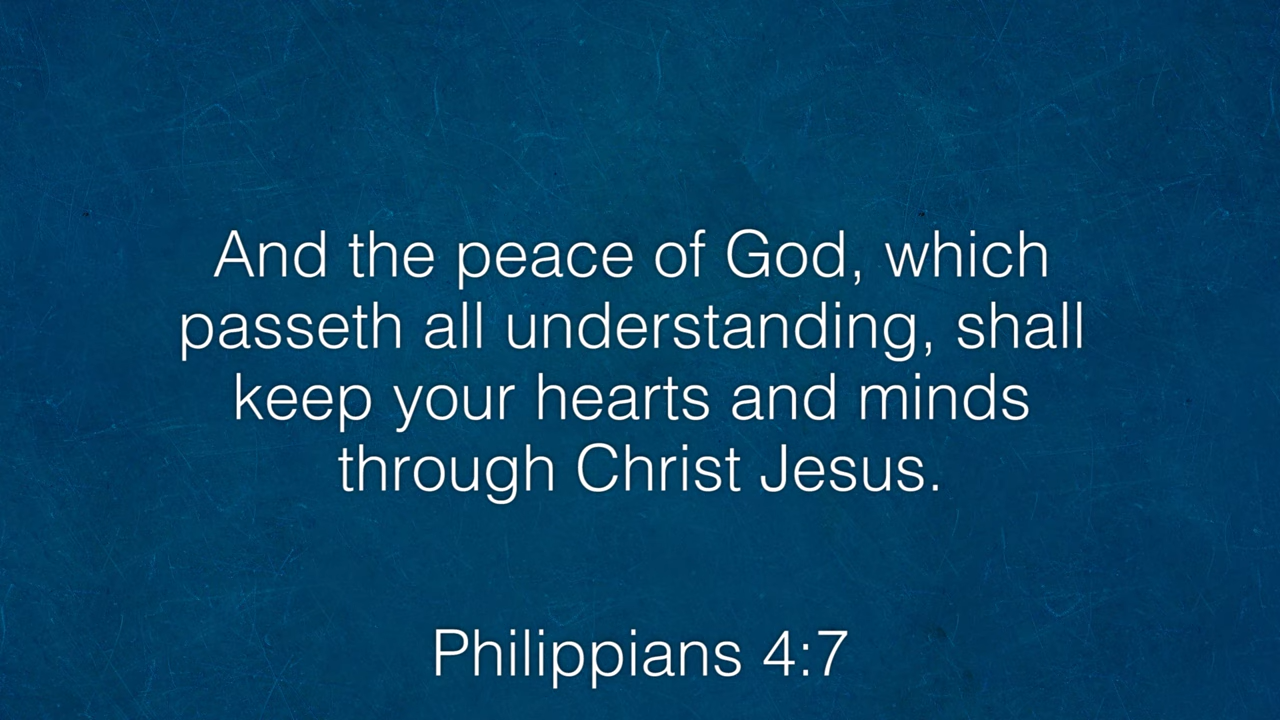 And the peace of God, which
passeth all understanding, shall
keep your hearts and minds
through Christ Jesus.
Philippians 4:7